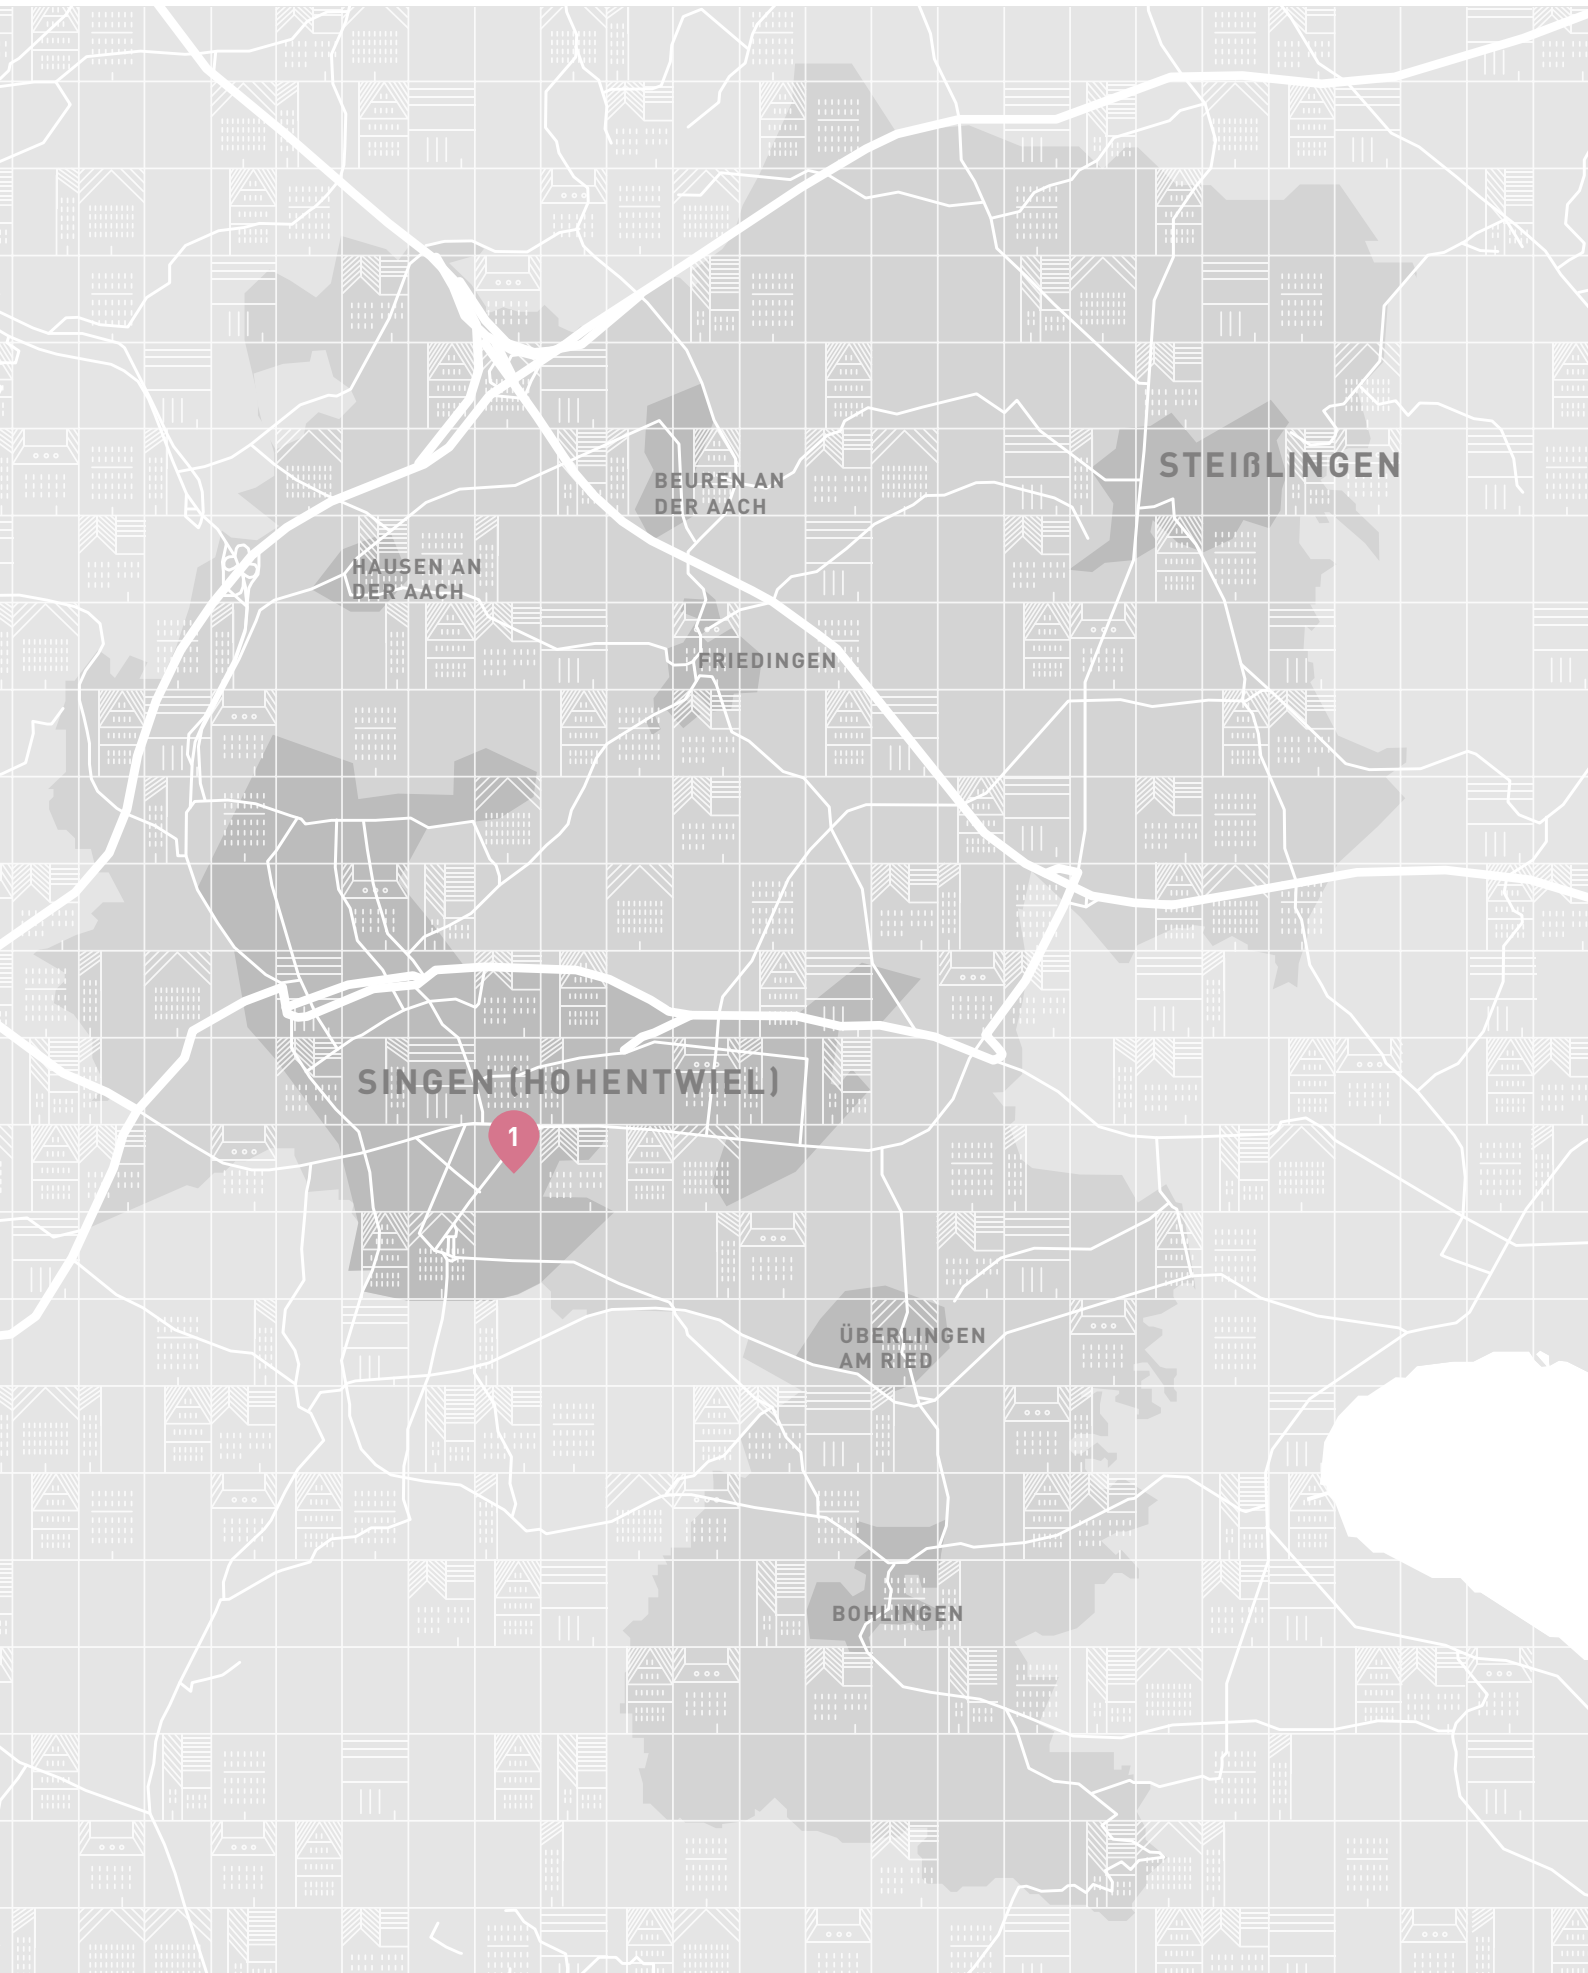 STEIßLINGEN
BEUREN AN
DER AACH
HAUSEN AN
DER AACH
FRIEDINGEN
SINGEN (HOHENTWIEL)
1
ÜBERLINGEN
AM RIED
BOHLINGEN